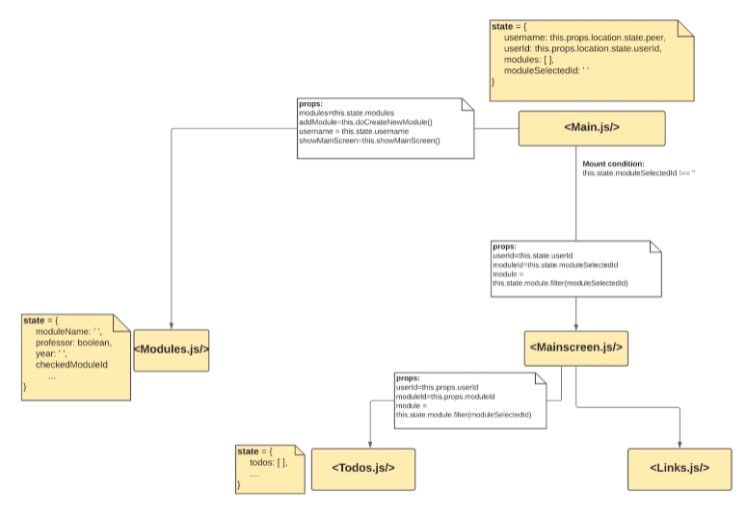 state = {
username: this.props.location.state.peer,
userId: this.props.location.state.userId,
modules: [ ],
moduleSelectedId: ' '
}
props:
modules=this.state.modules
addModule=this.doCreateNewModule()
username = this.state.username
showMainScreen=this.showMainScreen()
<Main.js/>
Mount condition:
this.state.moduleSelectedId !== ''
props:
userId=this.state.userId
moduleId=this.state.moduleSelectedId
module =
this.state.module.filter(moduleSelectedId)
state = {
moduleName: ' ',
professor: boolean,
year: ' ',
checkedModuleId
...
}
<Modules.js/>
<Mainscreen.js/>
props:
userId=this.props.userId
moduleId=this.props.moduleId
module =
this.state.module.filter(moduleSelectedId)
state = {
todos: [ ],
....
}
<Todos.js/>
<Links.js/>